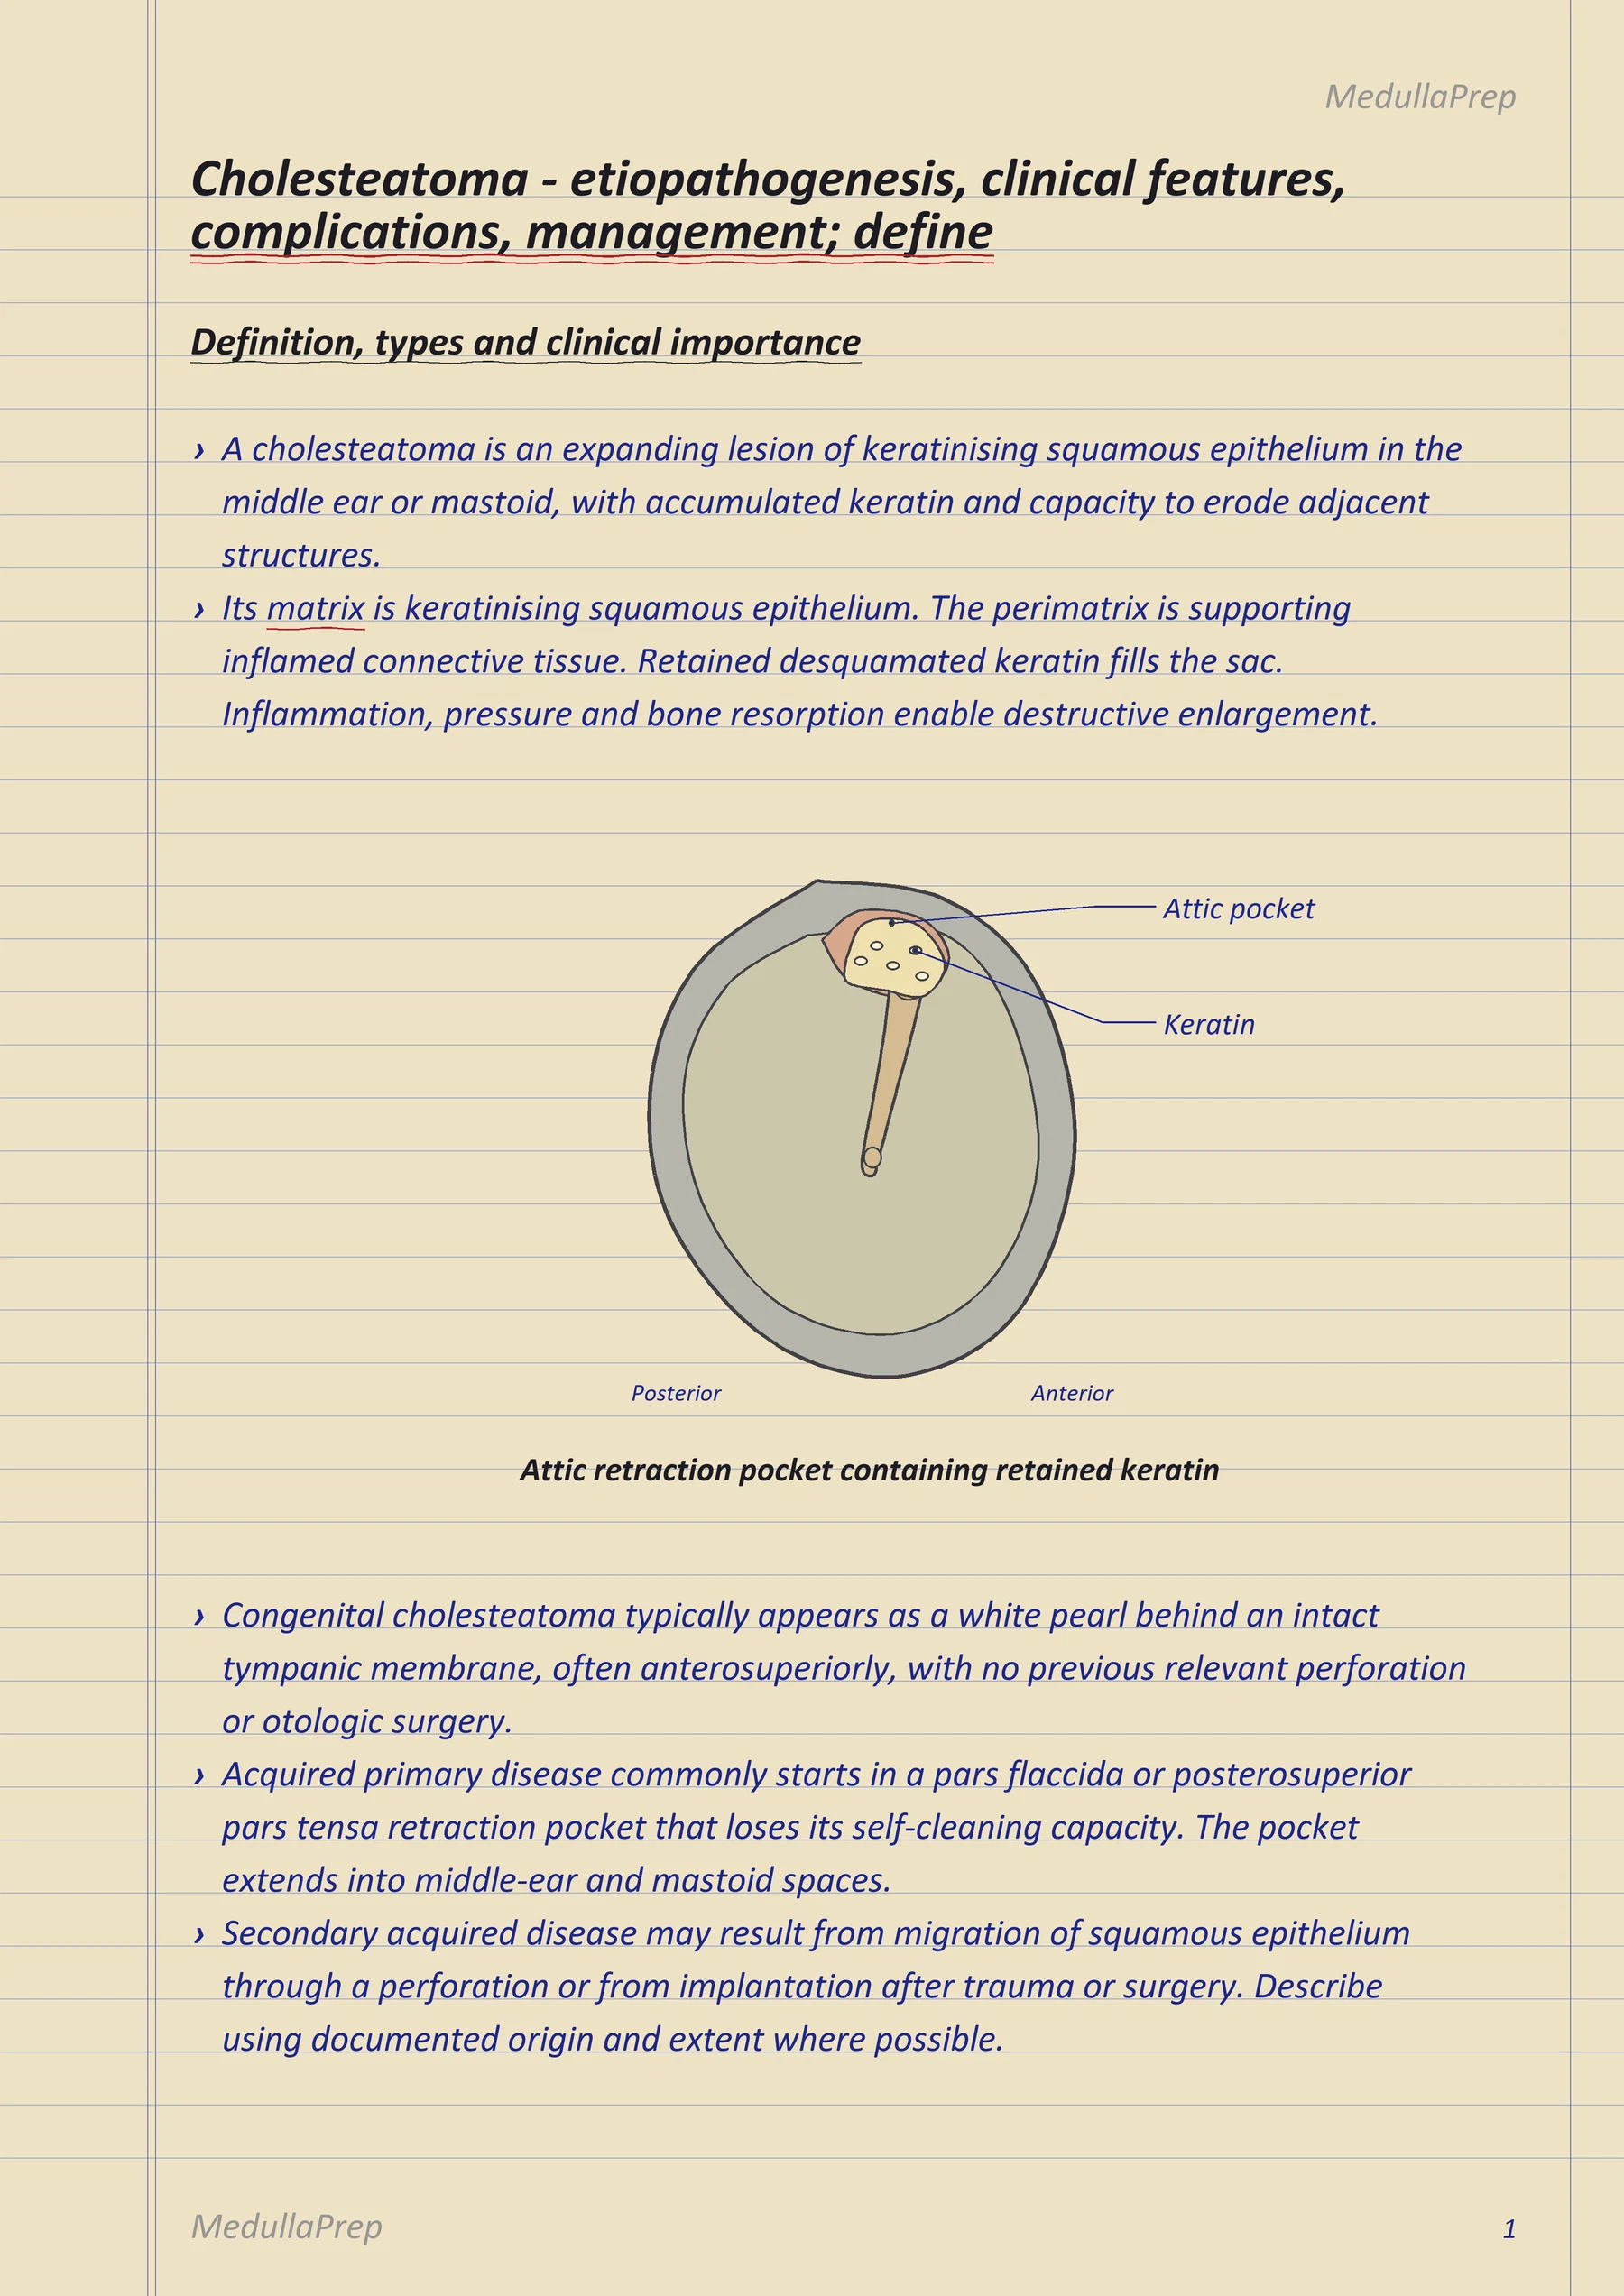 MedullaPrep
Cholesteatoma - etiopathogenesis, clinical features,
complications, management; define
Definition, types and clinical importance
› A cholesteatoma is an expanding lesion of keratinising squamous epithelium in the
middle ear or mastoid, with accumulated keratin and capacity to erode adjacent
structures.
› Its matrix is keratinising squamous epithelium. The perimatrix is supporting
inflamed connective tissue. Retained desquamated keratin fills the sac.
Inflammation, pressure and bone resorption enable destructive enlargement.
Attic pocket
Keratin
Posterior
Anterior
Attic retraction pocket containing retained keratin
› Congenital cholesteatoma typically appears as a white pearl behind an intact
tympanic membrane, often anterosuperiorly, with no previous relevant perforation
or otologic surgery.
› Acquired primary disease commonly starts in a pars flaccida or posterosuperior
pars tensa retraction pocket that loses its self-cleaning capacity. The pocket
extends into middle-ear and mastoid spaces.
› Secondary acquired disease may result from migration of squamous epithelium
through a perforation or from implantation after trauma or surgery. Describe
using documented origin and extent where possible.
MedullaPrep
1